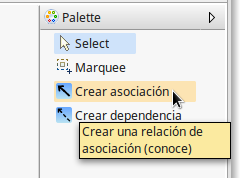 Palette
Select
Marquee
Crear asociación
Crear dependencia
Crear una relación de
asociación (conoce)